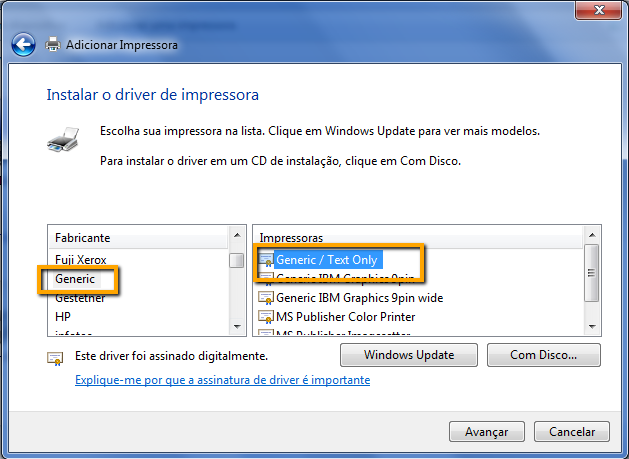 Adicionar Impressora
Instalar o driver de impressora
Escolha sua impressora na lista. Clique em Windows Update para ver mais modelos.
Para instalar o driver em um CD de instalação, clique em Com Disco.
Fabricante
Fuji Xerox
Generic
Gestetner
HP
infotec
Impressoras
Generic / Text Only
Generic IBM Graphics 9pin
Generic IBM Graphics 9pin wide
MS Publisher Color Printer
MS Publisher Imagesetter
Este driver foi assinado digitalmente.
Windows Update
Com Disco...
Explique-me por que a assinatura de driver é importante
Avançar
Cancelar